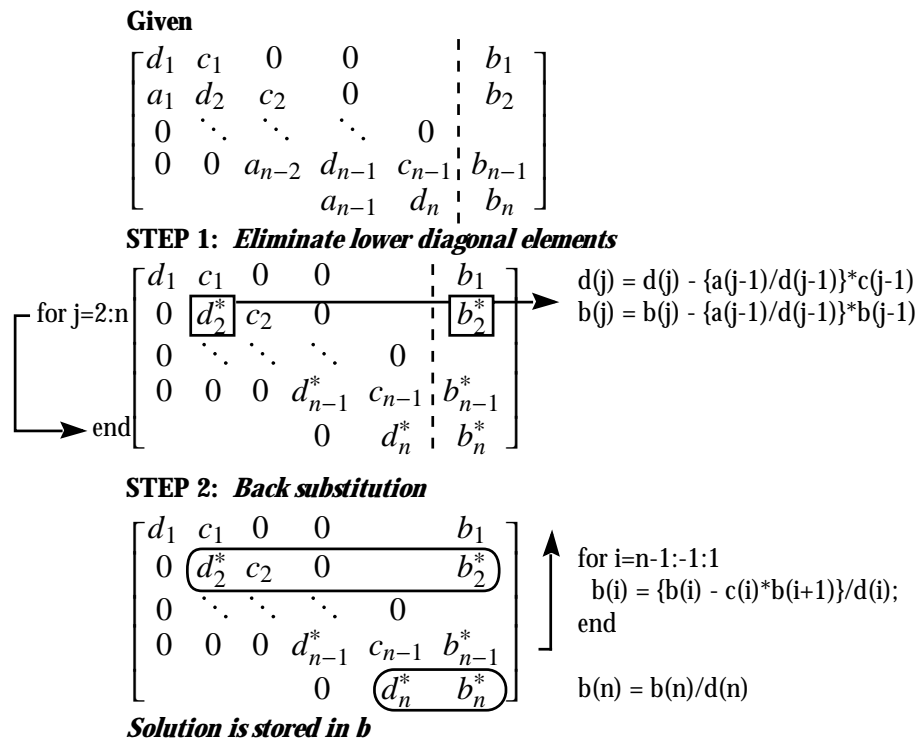 Given
d₁ c₁ 0 0 b₁
a₁ d₂ c₂ 0 b₂
0 ⋱ ⋱ ⋱ 0
0 0 aₙ₋₂ dₙ₋₁ cₙ₋₁ bₙ₋₁
aₙ₋₁ dₙ bₙ
STEP 1: Eliminate lower diagonal elements
d₁ c₁ 0 0 b₁
d(j) = d(j) - {a(j-1)/d(j-1)}*c(j-1)
for j=2:n 0 d₂* c₂ 0 b₂*
b(j) = b(j) - {a(j-1)/d(j-1)}*b(j-1)
0 ⋱ ⋱ ⋱ 0
0 0 0 dₙ₋₁* cₙ₋₁ bₙ₋₁*
end 0 dₙ* bₙ*
STEP 2: Back substitution
d₁ c₁ 0 0 b₁
0 d₂* c₂ 0 b₂*
0 ⋱ ⋱ ⋱ 0
0 0 0 dₙ₋₁* cₙ₋₁ bₙ₋₁*
0 dₙ* bₙ*
for i=n-1:-1:1
b(i) = {b(i) - c(i)*b(i+1)}/d(i);
end
b(n) = b(n)/d(n)
Solution is stored in b